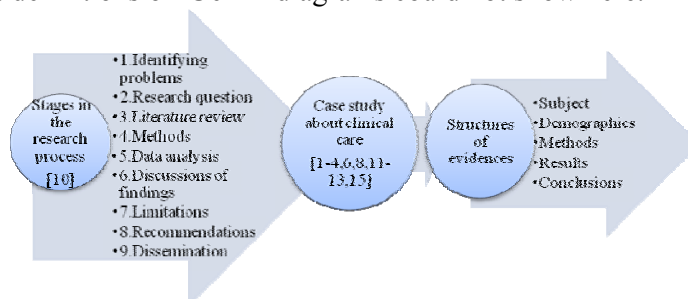 Stages in
the
research
process
[10]
•1.Identifying
problems
•2.Research question
•3.Literature review
•4.Methods
•5.Data analysis
•6.Discussions of
findings
•7.Limitations
•8.Recommendations
•9.Dissemination
Case study
about clinical
care
[1-4,6,8,11-
13,15]
Structures
of
evidences
•Subject
•Demographics
•Methods
•Results
•Conclusions